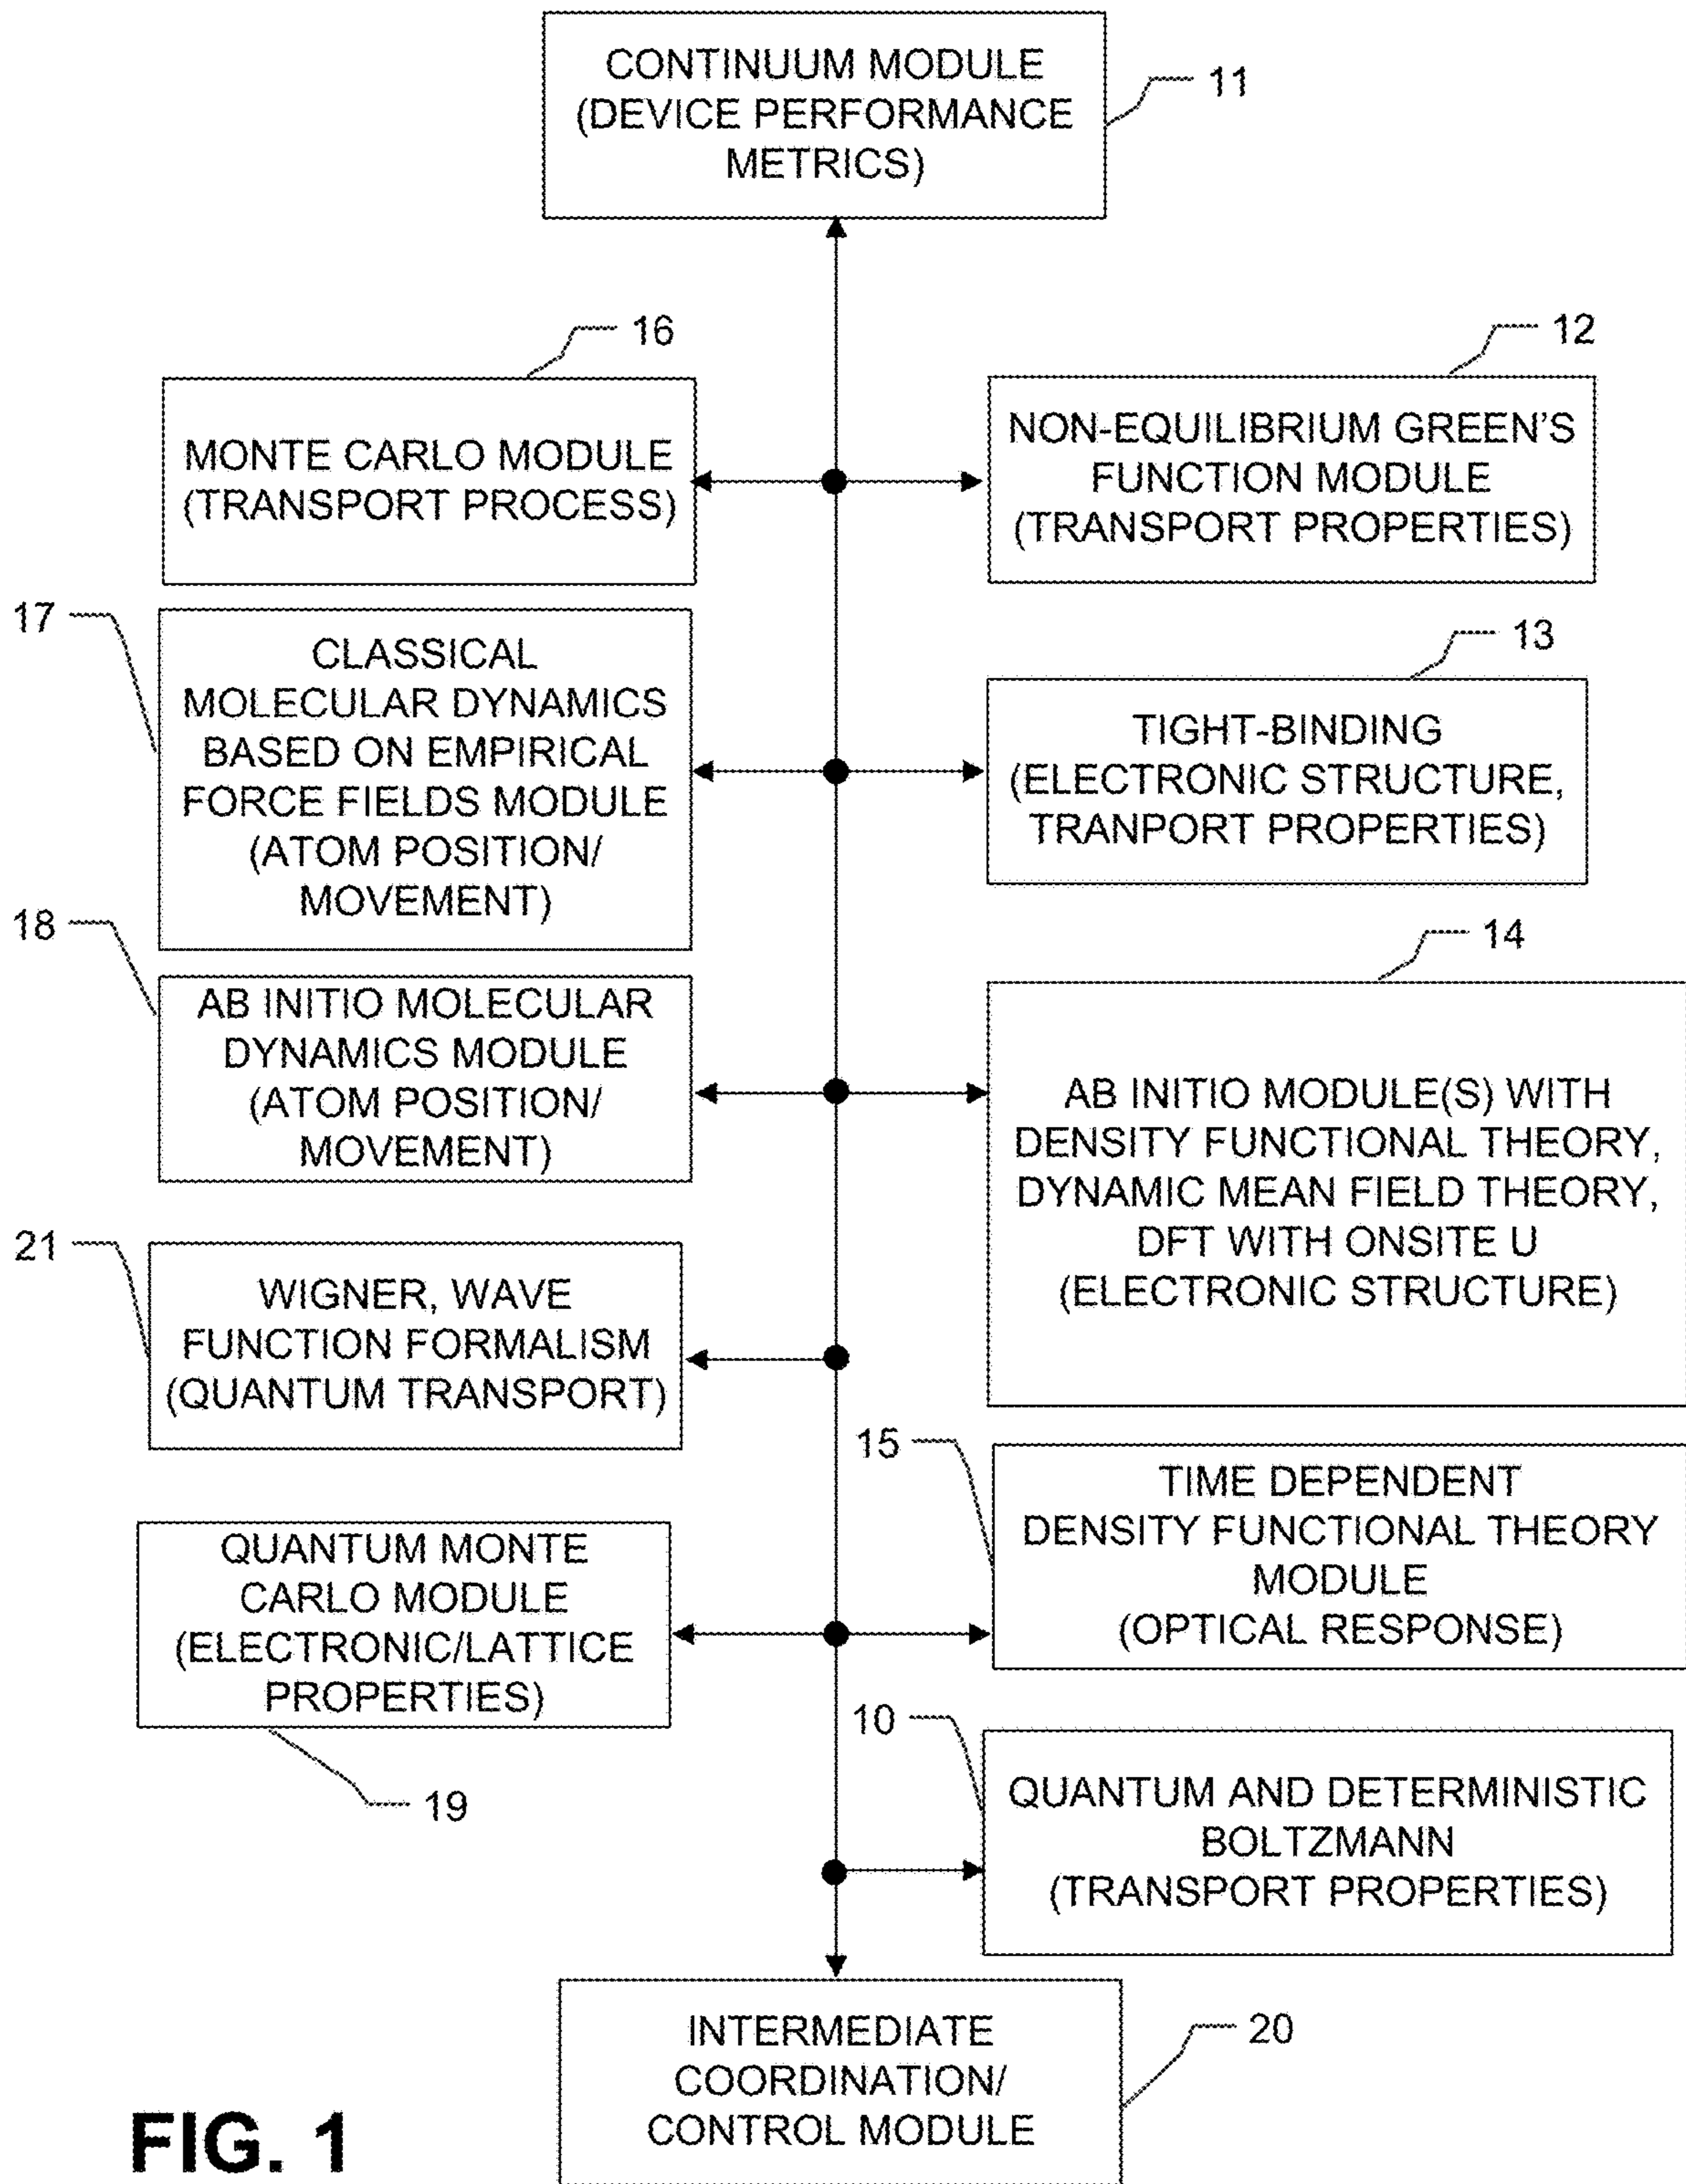 CONTINUUM MODULE
(DEVICE PERFORMANCE
METRICS)
11
16
MONTE CARLO MODULE
(TRANSPORT PROCESS)
12
NON-EQUILIBRIUM GREEN'S
FUNCTION MODULE
(TRANSPORT PROPERTIES)
17
CLASSICAL
MOLECULAR DYNAMICS
BASED ON EMPIRICAL
FORCE FIELDS MODULE
(ATOM POSITION/
MOVEMENT)
13
TIGHT-BINDING
(ELECTRONIC STRUCTURE,
TRANPORT PROPERTIES)
18
AB INITIO MOLECULAR
DYNAMICS MODULE
(ATOM POSITION/
MOVEMENT)
14
AB INITIO MODULE(S) WITH
DENSITY FUNCTIONAL THEORY,
DYNAMIC MEAN FIELD THEORY,
DFT WITH ONSITE U
(ELECTRONIC STRUCTURE)
21
WIGNER, WAVE
FUNCTION FORMALISM
(QUANTUM TRANSPORT)
15
TIME DEPENDENT
DENSITY FUNCTIONAL THEORY
MODULE
(OPTICAL RESPONSE)
QUANTUM MONTE
CARLO MODULE
(ELECTRONIC/LATTICE
PROPERTIES)
19
10
QUANTUM AND DETERMINISTIC
BOLTZMANN
(TRANSPORT PROPERTIES)
INTERMEDIATE
COORDINATION/
CONTROL MODULE
20
FIG. 1